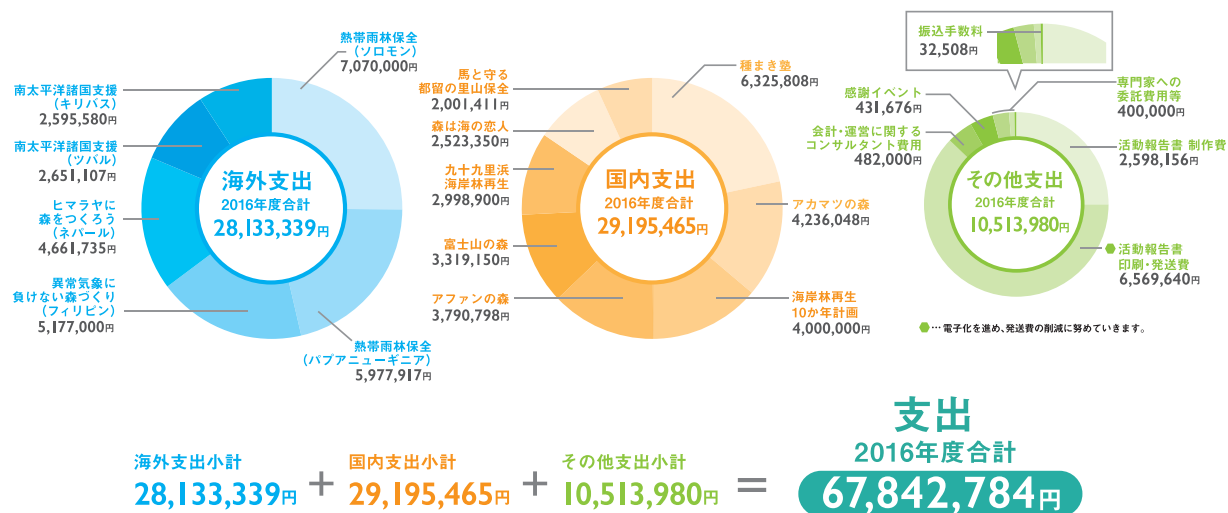 熱帯雨林保全
(ソロモン)
7,070,000円
南太平洋諸国支援
(キリバス)
2,595,580円
南太平洋諸国支援
(ツバル)
2,651,107円
ヒマラヤに
森をつくろう
(ネパール)
4,661,735円
異常気象に
負けない森づくり
(フィリピン)
5,177,000円
熱帯雨林保全
(パプアニューギニア)
5,977,917円
海外支出
2016年度合計
28,133,339円
馬と守る
都留の里山保全
2,001,411円
森は海の恋人
2,523,350円
九十九里浜
海岸林再生
2,998,900円
富士山の森
3,319,150円
アファンの森
3,790,798円
種まき塾
6,325,808円
アカマツの森
4,236,048円
海岸林再生
10か年計画
4,000,000円
国内支出
2016年度合計
29,195,465円
振込手数料
32,508円
感謝イベント
431,676円
会計・運営に関する
コンサルタント費用
482,000円
専門家への
委託費用等
400,000円
活動報告書 制作費
2,598,156円
活動報告書
印刷・発送費
6,569,640円
その他支出
2016年度合計
10,513,980円
…電子化を進め、発送費の削減に努めていきます。
支出
2016年度合計
海外支出小計
28,133,339円
+
国内支出小計
29,195,465円
+
その他支出小計
10,513,980円
=
67,842,784円